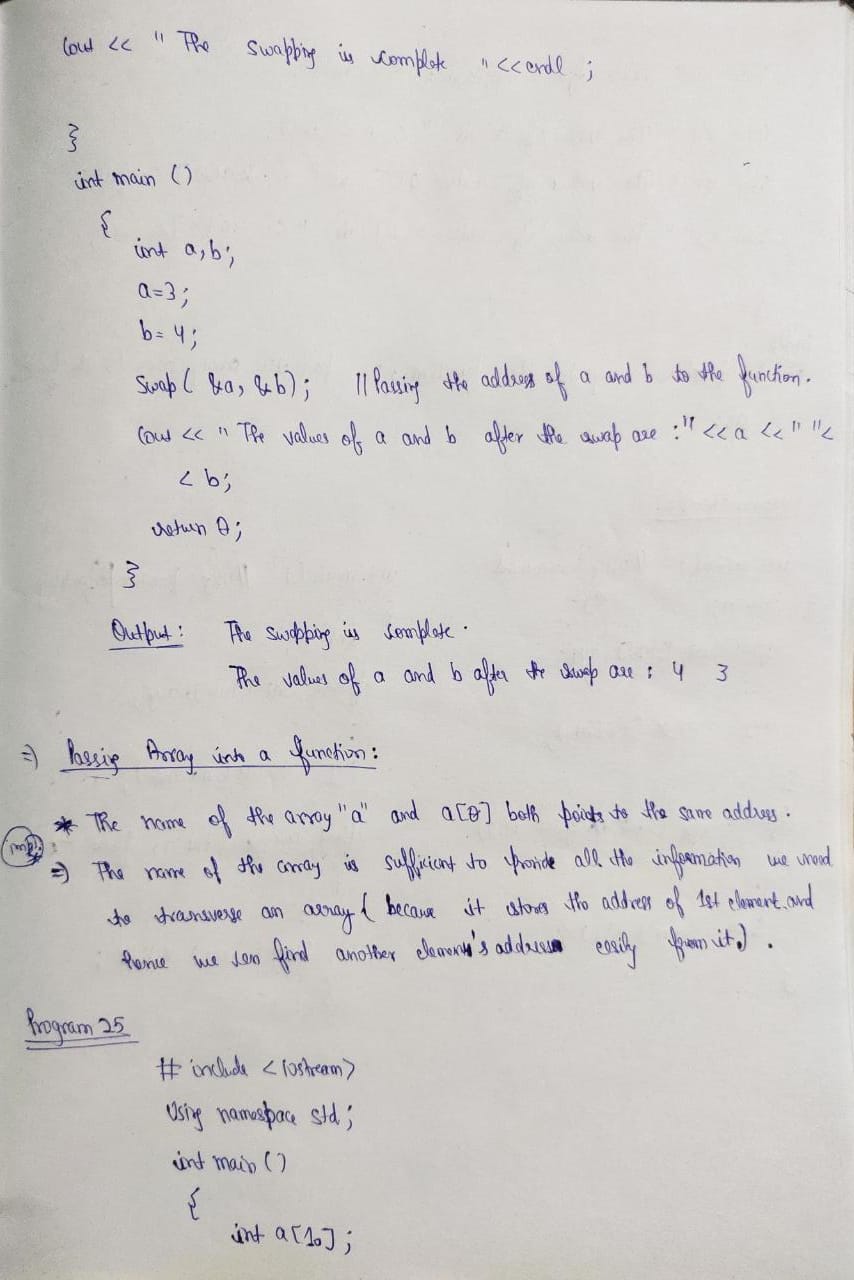 Cout << " The swapping is complete " << endl ;
}
int main ()
{
int a,b;
a=3;
b=4;
Swap ( &a, &b); // Passing the address of a and b to the function.
Cout << " The values of a and b after the swap are :" << a << " " <
< b;
return 0;
}
Output : The swapping is complete .
The values of a and b after the swap are : 4 3
=> Passing Array into a function :
* The name of the array "a" and a[0] both points to the same address .
(imp) => The name of the array is sufficient to provide all the information we need
to transverse an array ( because it stores the address of 1st element and
hence we can find another elements's address easily from it.) .
Program 25
# include <iostream>
Using namespace std ;
int main ()
{
int a [10] ;